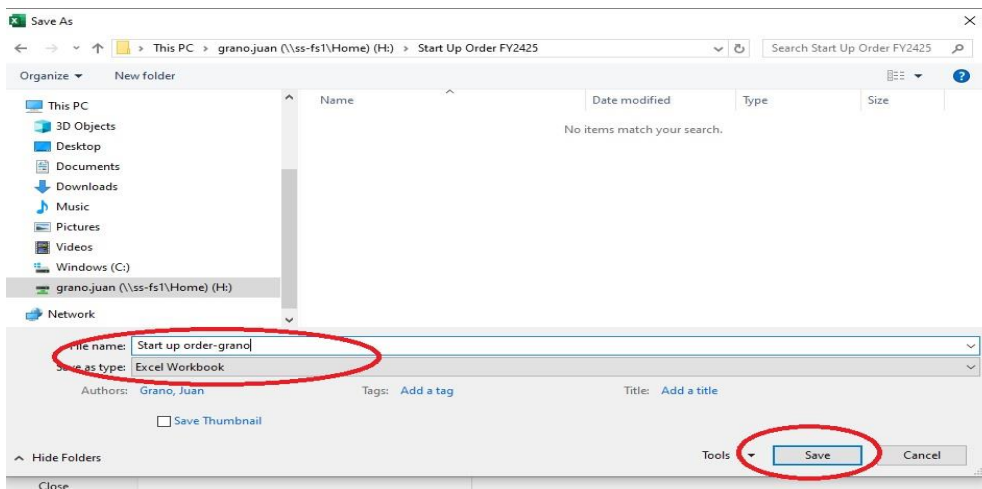 Save As
This PC > grano.juan (\\ss-fs1\Home) (H:) > Start Up Order FY2425
Search Start Up Order FY2425
Organize
New folder
Name
Date modified
Type
Size
No items match your search.
This PC
3D Objects
Desktop
Documents
Downloads
Music
Pictures
Videos
Windows (C:)
grano.juan (\\ss-fs1\Home) (H:)
Network
File name: Start up order-grano
Save as type: Excel Workbook
Authors: Grano, Juan
Tags: Add a tag
Title: Add a title
Save Thumbnail
Hide Folders
Tools
Save
Cancel
Close